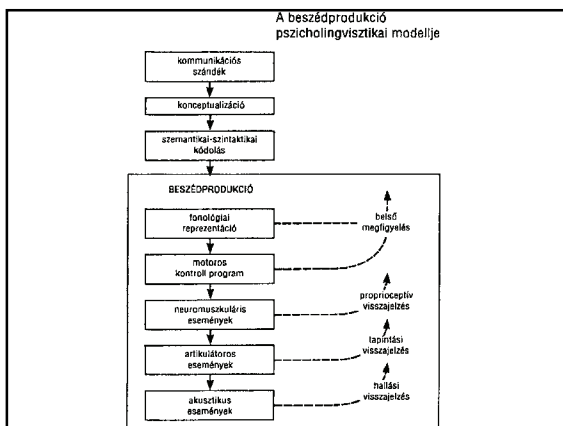 A beszédprodukció
pszicholingvisztikai modellje
kommunikációs
szándék
konceptualizáció
szemantikai-szintaktikai
kódolás
BESZÉDPRODUKCIÓ
fonológiai
reprezentáció
belső
megfigyelés
motoros
kontroll program
neuromuszkuláris
események
proprioceptív
visszajelzés
artikulátoros
események
tapintási
visszajelzés
akusztikus
események
hallási
visszajelzés